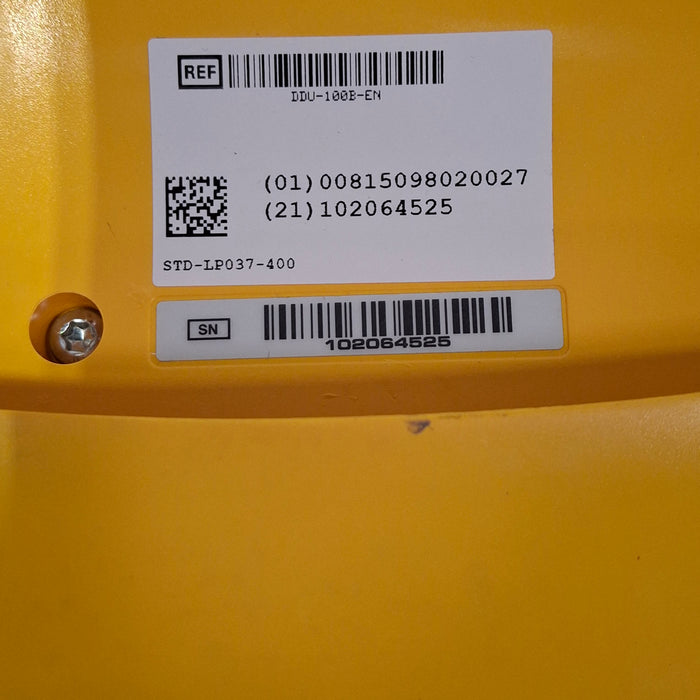 REF
DDU-100B-EN
(01)00815098020027
(21)102064525
STD-LP037-400
SN
102064525